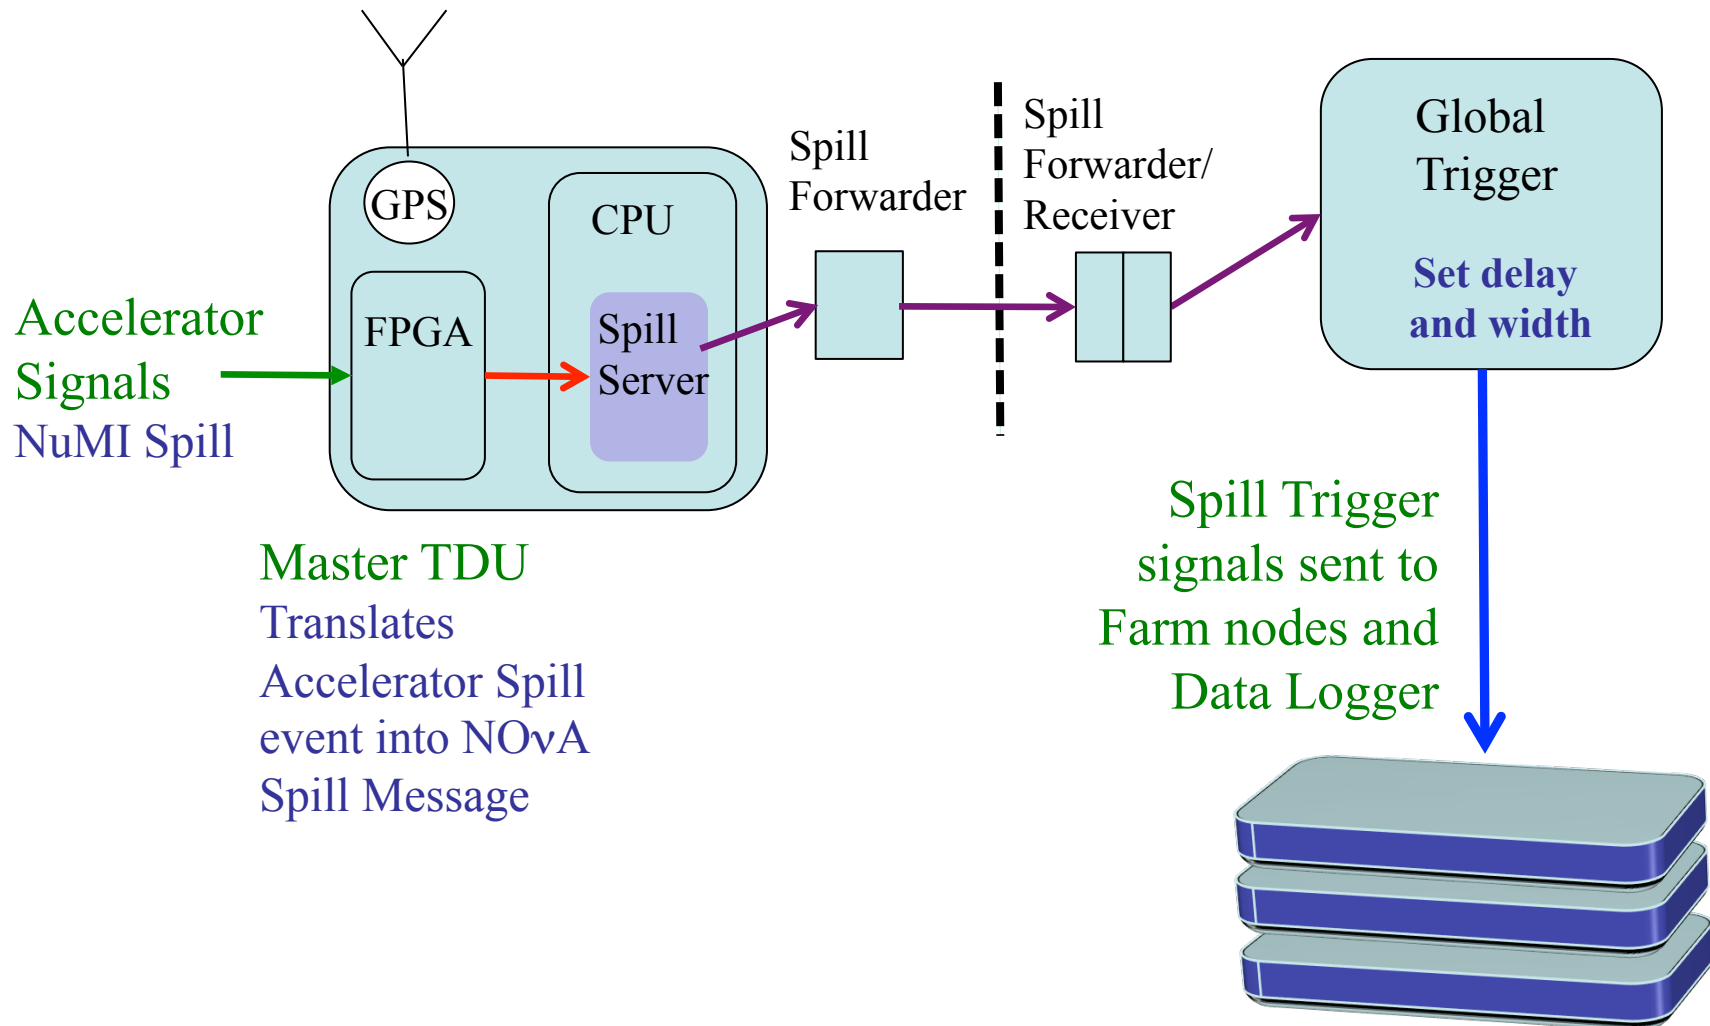 GPS
CPU
FPGA
Spill
Server
Accelerator
Signals
NuMI Spill
Master TDU
Translates
Accelerator Spill
event into NOνA
Spill Message
Spill
Forwarder
Spill
Forwarder/
Receiver
Global
Trigger
Set delay
and width
Spill Trigger
signals sent to
Farm nodes and
Data Logger